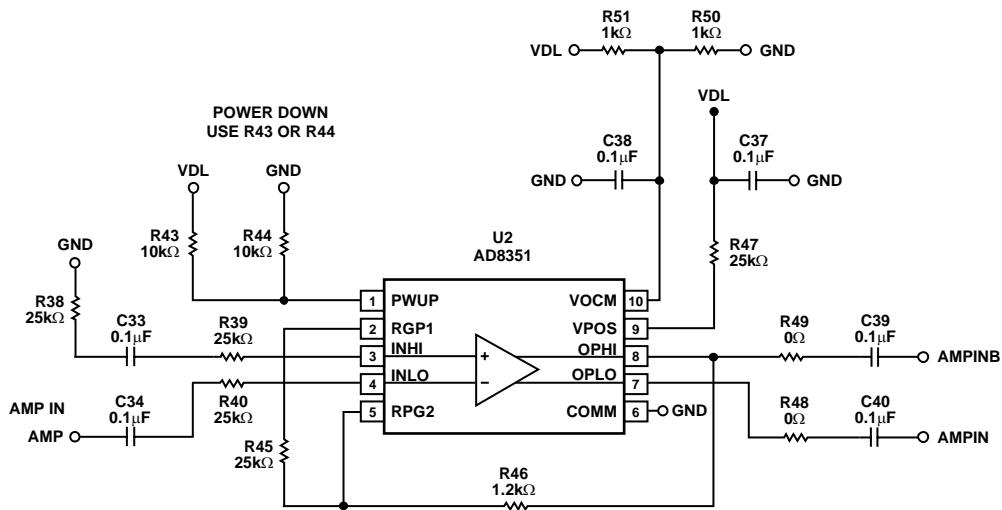 R51
1kΩ
R50
1kΩ
VDL
GND
POWER DOWN
USE R43 OR R44
VDL
C38
0.1μF
C37
0.1μF
VDL
GND
GND
GND
R43
10kΩ
R44
10kΩ
U2
AD8351
R47
25kΩ
GND
R38
25kΩ
1
PWUP
VOCM
10
C33
0.1μF
R39
25kΩ
2
RGP1
VPOS
9
R49
0Ω
C39
0.1μF
3
INHI
+
OPHI
8
AMPINB
4
INLO
–
OPLO
7
AMP IN
AMP
C34
0.1μF
R40
25kΩ
5
RPG2
COMM
6
GND
R48
0Ω
C40
0.1μF
AMPIN
R45
25kΩ
R46
1.2kΩ